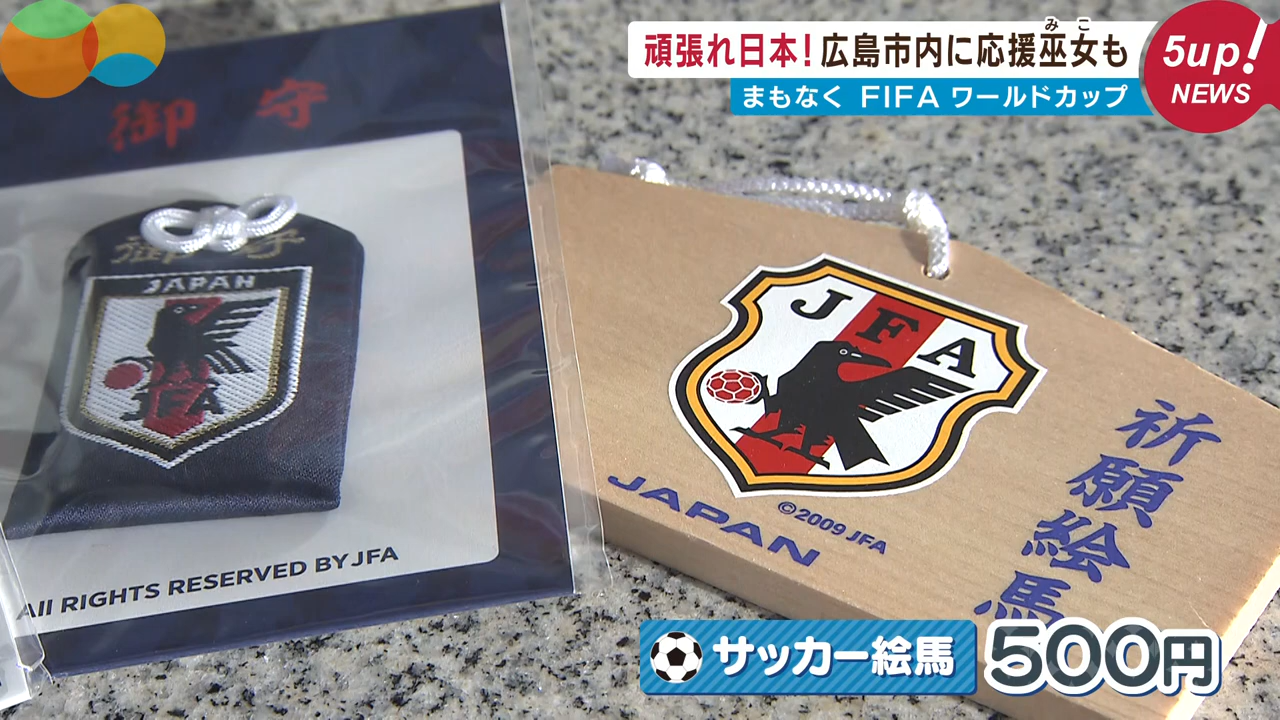 頑張れ日本!広島市内に応援巫女も
みこ
まもなく FIFA ワールドカップ
5up!
NEWS
御守
御守
JAPAN
JFA
All RIGHTS RESERVED BY JFA
JFA
JAPAN
©2009 JFA
祈願絵馬
サッカー絵馬
500円